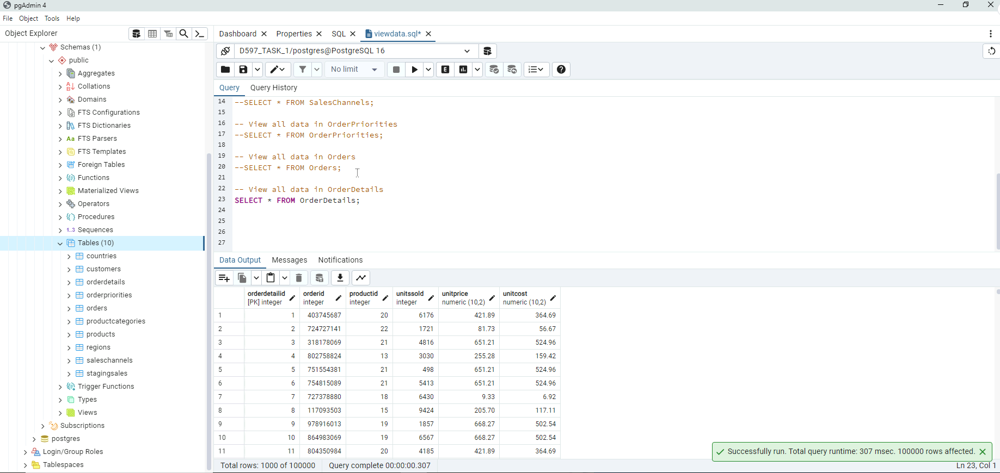 pgAdmin 4
File Object Tools Help
Object Explorer
Schemas (1)
public
Aggregates
Collations
Domains
FTS Configurations
FTS Dictionaries
FTS Parsers
FTS Templates
Foreign Tables
Functions
Materialized Views
Operators
Procedures
1..3 Sequences
Tables (10)
countries
customers
orderdetails
orderpriorities
orders
productcategories
products
regions
saleschannels
stagingsales
Trigger Functions
Types
Views
Subscriptions
postgres
Login/Group Roles
Tablespaces
Dashboard Properties SQL viewdata.sql*
D597_TASK_1/postgres@PostgreSQL 16
No limit
Query Query History
14 --SELECT * FROM SalesChannels;
15
16 -- View all data in OrderPriorities
17 --SELECT * FROM OrderPriorities;
18
19 -- View all data in Orders
20 --SELECT * FROM Orders;
21
22 -- View all data in OrderDetails
23 SELECT * FROM OrderDetails;
24
25
26
27
Data Output Messages Notifications
orderdetailid orderid productid unitssold unitprice unitcost
[PK] integer integer integer integer numeric (10,2) numeric (10,2)
1 1 403745687 20 6176 421.89 364.69
2 2 724727141 22 1721 81.73 56.67
3 3 318178069 21 4816 651.21 524.96
4 4 802758824 13 3030 255.28 159.42
5 5 751554381 21 498 651.21 524.96
6 6 754815089 21 5413 651.21 524.96
7 7 727378880 18 6430 9.33 6.92
8 8 117093503 15 9424 205.70 117.11
9 9 978916013 19 1857 668.27 502.54
10 10 864983069 19 6567 668.27 502.54
11 11 804350984 20 4185 421.89 364.69
Successfully run. Total query runtime: 307 msec. 100000 rows affected.
Total rows: 1000 of 100000 Query complete 00:00:00.307 Ln 23, Col 1